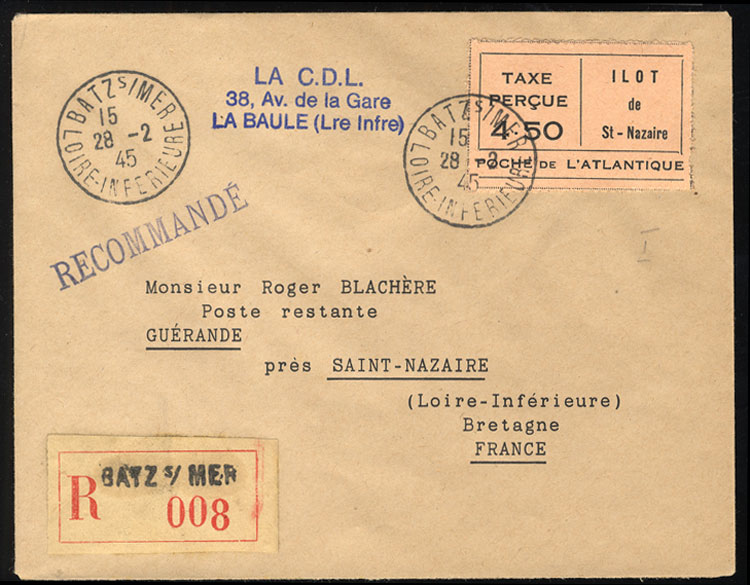 BATZ s/MER
15
28 -2
45
LOIRE-INFERIEURE
LA C.D.L.
38, Av. de la Gare
LA BAULE (Lre Infre)
TAXE
PERÇUE
4.50
ILOT
de
St-Nazaire
POCHE DE L'ATLANTIQUE
BATZ s/MER
15
28 -2
45
LOIRE-INFERIEURE
RECOMMANDÉ
I
Monsieur Roger BLACHÈRE
Poste restante
GUÉRANDE
près SAINT-NAZAIRE
(Loire-Inférieure)
Bretagne
FRANCE
BATZ s/ MER
R 008